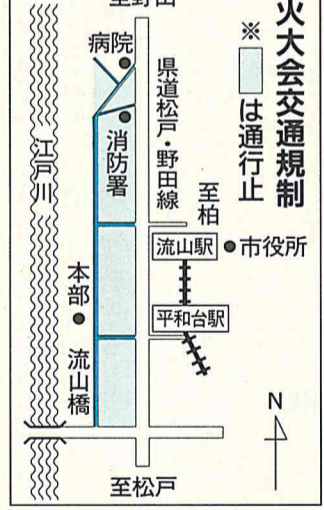 火大会交通規制
※
は通行止
至野田
病院
県道松戸・野田線
消防署
江戸川
至柏
流山駅
市役所
平和台駅
本部
流山橋
N
至松戸